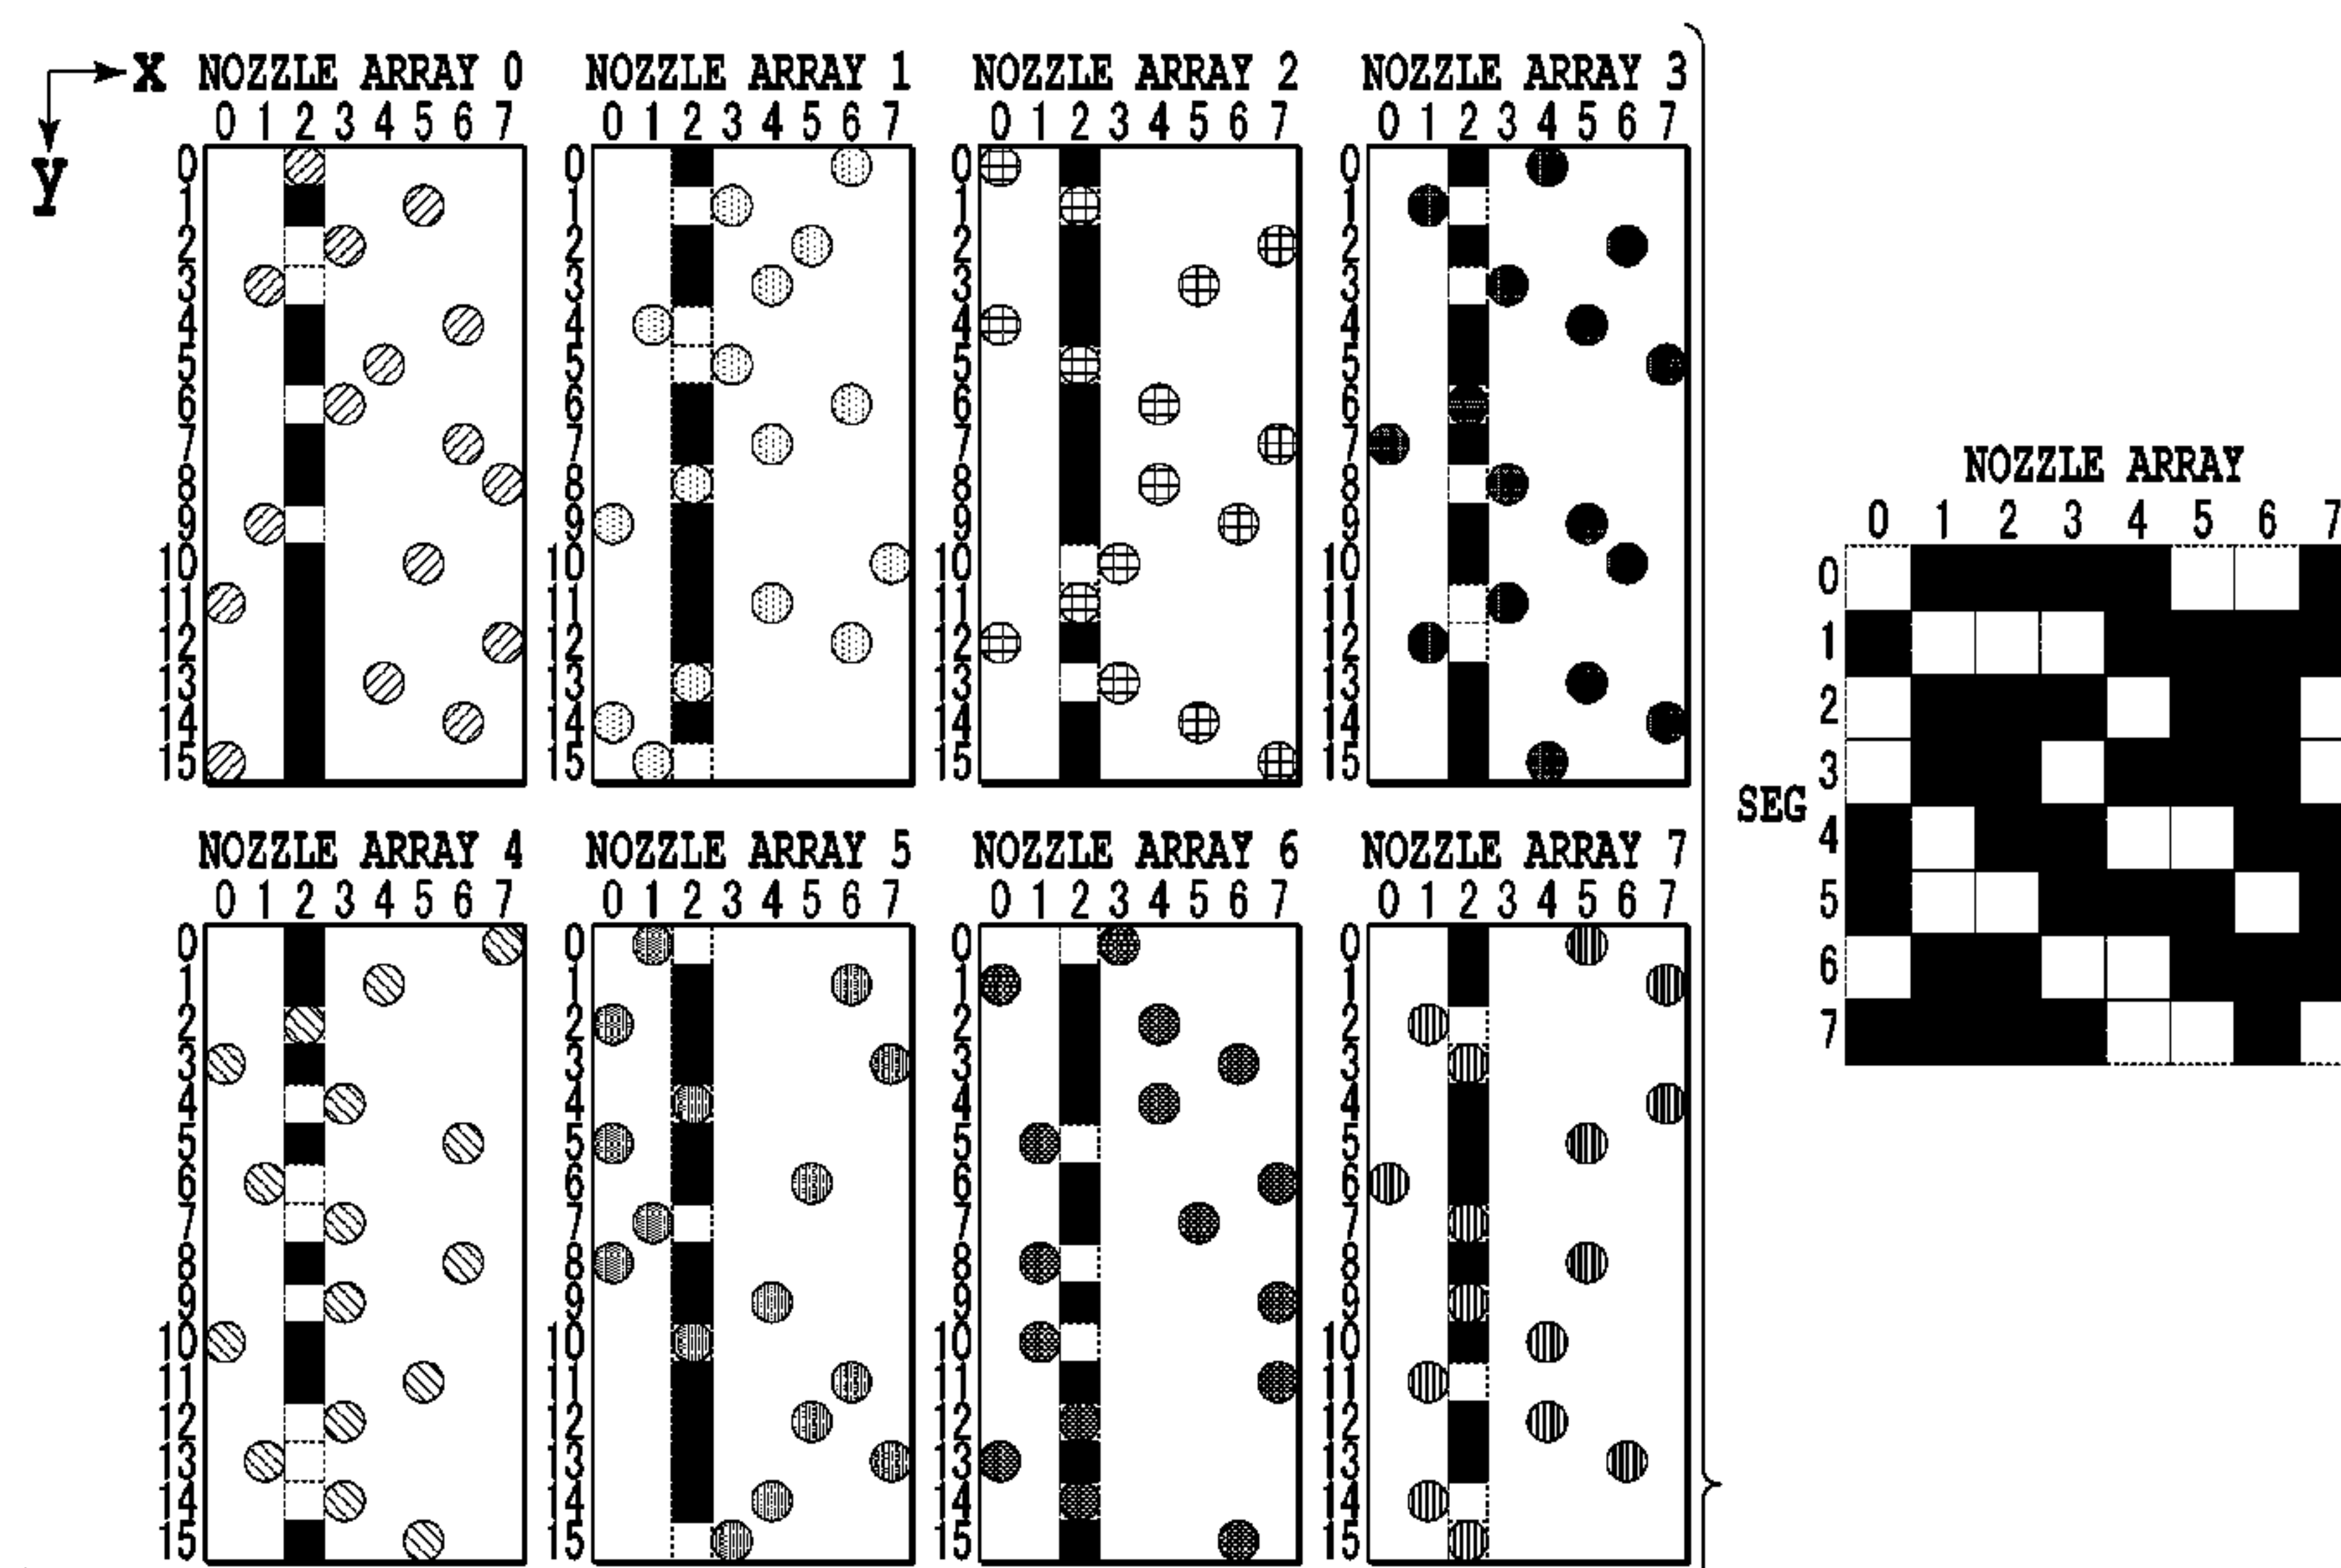 X NOZZLE ARRAY 0 NOZZLE ARRAY 1 NOZZLE ARRAY 2 NOZZLE ARRAY 3
0 1 2 3 4 5 6 7 0 1 2 3 4 5 6 7 0 1 2 3 4 5 6 7 0 1 2 3 4 5 6 7
y
0 0 0 0
1 1 1 1
2 2 2 2
3 3 3 3
4 4 4 4
5 5 5 5
6 6 6 6
7 7 7 7
8 8 8 8
9 9 9 9
10 10 10 10
11 11 11 11
12 12 12 12
13 13 13 13
14 14 14 14
15 15 15 15
NOZZLE ARRAY 4 NOZZLE ARRAY 5 NOZZLE ARRAY 6 NOZZLE ARRAY 7
0 1 2 3 4 5 6 7 0 1 2 3 4 5 6 7 0 1 2 3 4 5 6 7 0 1 2 3 4 5 6 7
0 0 0 0
1 1 1 1
2 2 2 2
3 3 3 3
4 4 4 4
5 5 5 5
6 6 6 6
7 7 7 7
8 8 8 8
9 9 9 9
10 10 10 10
11 11 11 11
12 12 12 12
13 13 13 13
14 14 14 14
15 15 15 15
NOZZLE ARRAY
0 1 2 3 4 5 6 7
0
1
2
3
SEG
4
5
6
7